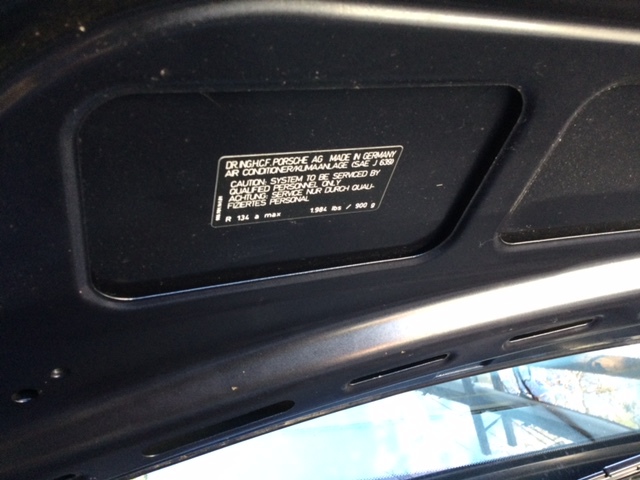 DR.ING.H.C.F. PORSCHE AG MADE IN GERMANY
AIR CONDITIONER/KLIMAANLAGE (SAE J 639)
CAUTION: SYSTEM TO BE SERVICED BY
QUALIFIED PERSONNEL ONLY
ACHTUNG: SERVICE NUR DURCH QUALI-
FIZIERTES PERSONAL
R 134 a max 1.984 lbs / 900 g